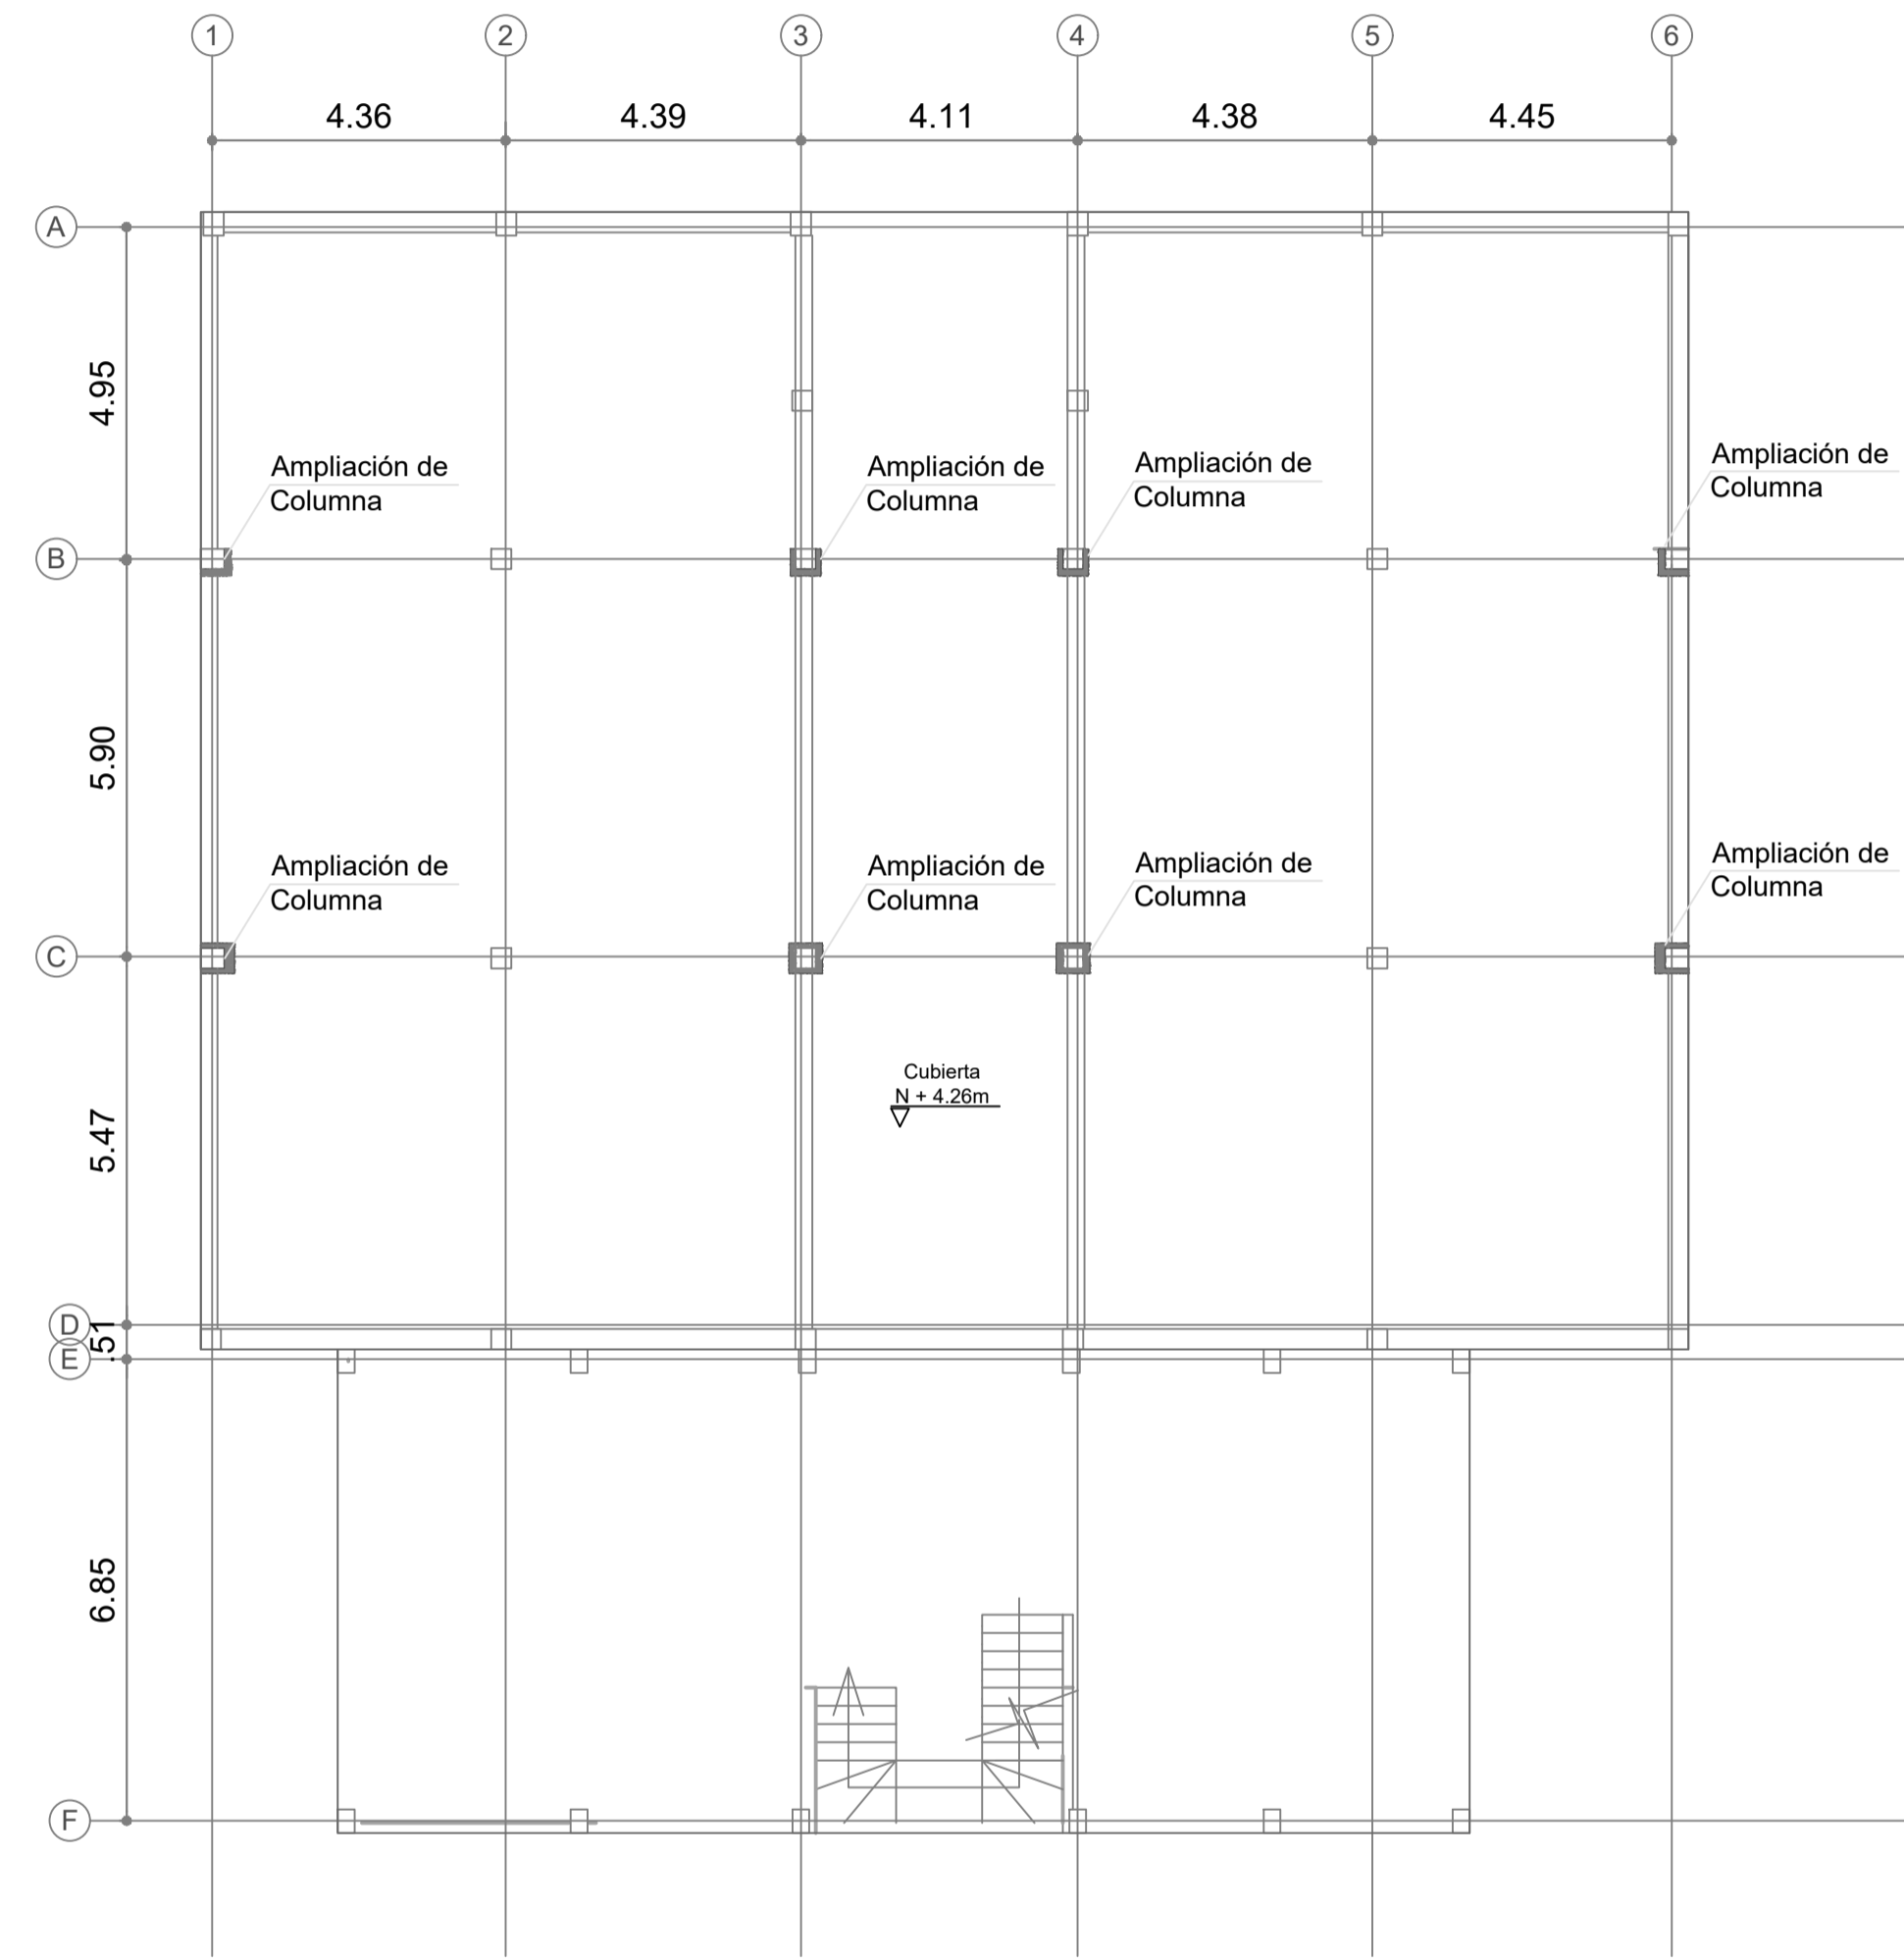 1 2 3 4 5 6
4.36 4.39 4.11 4.38 4.45
A
4.95
Ampliación de
Columna
Ampliación de
Columna
Ampliación de
Columna
Ampliación de
Columna
B
5.90
Ampliación de
Columna
Ampliación de
Columna
Ampliación de
Columna
Ampliación de
Columna
C
Cubierta
N + 4.26m
5.47
D
.51
E
6.85
F